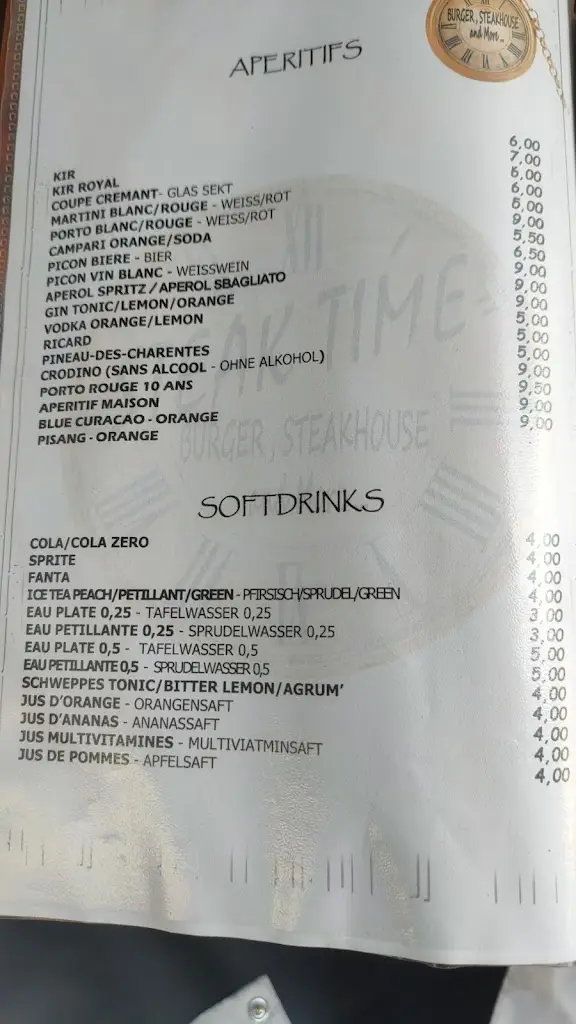 BURGER, STEAKHOUSE
and More...
APERITIFS
KIR 6,00
KIR ROYAL 7,00
COUPE CREMANT- GLAS SEKT 6,00
MARTINI BLANC/ROUGE - WEISS/ROT 6,00
PORTO BLANC/ROUGE - WEISS/ROT 5,00
CAMPARI ORANGE/SODA 9,00
PICON BIERE - BIER 5,50
PICON VIN BLANC - WEISSWEIN 6,50
APEROL SPRITZ / APEROL SBAGLIATO 9,00
GIN TONIC/LEMON/ORANGE 9,00
VODKA ORANGE/LEMON 9,00
RICARD 5,00
PINEAU-DES-CHARENTES 5,00
CRODINO (SANS ALCOOL - OHNE ALKOHOL) 5,00
PORTO ROUGE 10 ANS 9,00
APERITIF MAISON 9,50
BLUE CURACAO - ORANGE 9,00
PISANG - ORANGE 9,00
XII
EAK TIME
BURGER, STEAKHOUSE
SOFTDRINKS
COLA/COLA ZERO 4,00
SPRITE 4,00
FANTA 4,00
ICE TEA PEACH/PETILLANT/GREEN - PFIRSISCH/SPRUDEL/GREEN 4,00
EAU PLATE 0,25 - TAFELWASSER 0,25 3,00
EAU PETILLANTE 0,25 - SPRUDELWASSER 0,25 3,00
EAU PLATE 0,5 - TAFELWASSER 0,5 5,00
EAU PETILLANTE 0,5 - SPRUDELWASSER 0,5 5,00
SCHWEPPES TONIC/BITTER LEMON/AGRUM' 4,00
JUS D'ORANGE - ORANGENSAFT 4,00
JUS D'ANANAS - ANANASSAFT 4,00
JUS MULTIVITAMINES - MULTIVIATMINSAFT 4,00
JUS DE POMMES - APFELSAFT 4,00